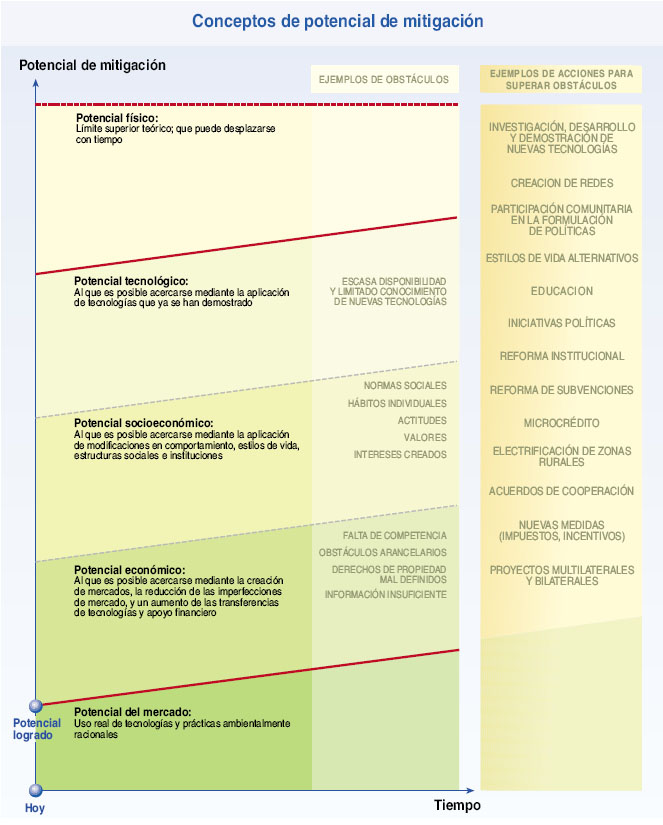 Conceptos de potencial de mitigación
Potencial de mitigación
EJEMPLOS DE OBSTÁCULOS
EJEMPLOS DE ACCIONES PARA
SUPERAR OBSTÁCULOS
Potencial físico:
Límite superior teórico; que puede desplazarse
con tiempo
Potencial tecnológico:
Al que es posible acercarse mediante la aplicación
de tecnologías que ya se han demostrado
ESCASA DISPONIBILIDAD
Y LIMITADO CONOCIMIENTO
DE NUEVAS TECNOLOGÍAS
Potencial socioeconómico:
Al que es posible acercarse mediante la aplicación
de modificaciones en comportamiento, estilos de vida,
estructuras sociales e instituciones
NORMAS SOCIALES
HÁBITOS INDIVIDUALES
ACTITUDES
VALORES
INTERESES CREADOS
Potencial económico:
Al que es posible acercarse mediante la creación
de mercados, la reducción de las imperfecciones
de mercado, y un aumento de las transferencias
de tecnologías y apoyo financiero
FALTA DE COMPETENCIA
OBSTÁCULOS ARANCELARIOS
DERECHOS DE PROPIEDAD
MAL DEFINIDOS
INFORMACIÓN INSUFICIENTE
Potencial del mercado:
Uso real de tecnologías y prácticas ambientalmente
racionales
Potencial
logrado
Hoy
Tiempo
INVESTIGACIÓN, DESARROLLO
Y DEMOSTRACIÓN DE
NUEVAS TECNOLOGÍAS
CREACION DE REDES
PARTICIPACIÓN COMUNITARIA
EN LA FORMULACIÓN
DE POLÍTICAS
ESTILOS DE VIDA ALTERNATIVOS
EDUCACION
INICIATIVAS POLÍTICAS
REFORMA INSTITUCIONAL
REFORMA DE SUBVENCIONES
MICROCRÉDITO
ELECTRIFICACIÓN DE ZONAS
RURALES
ACUERDOS DE COOPERACIÓN
NUEVAS MEDIDAS
(IMPUESTOS, INCENTIVOS)
PROYECTOS MULTILATERALES
Y BILATERALES